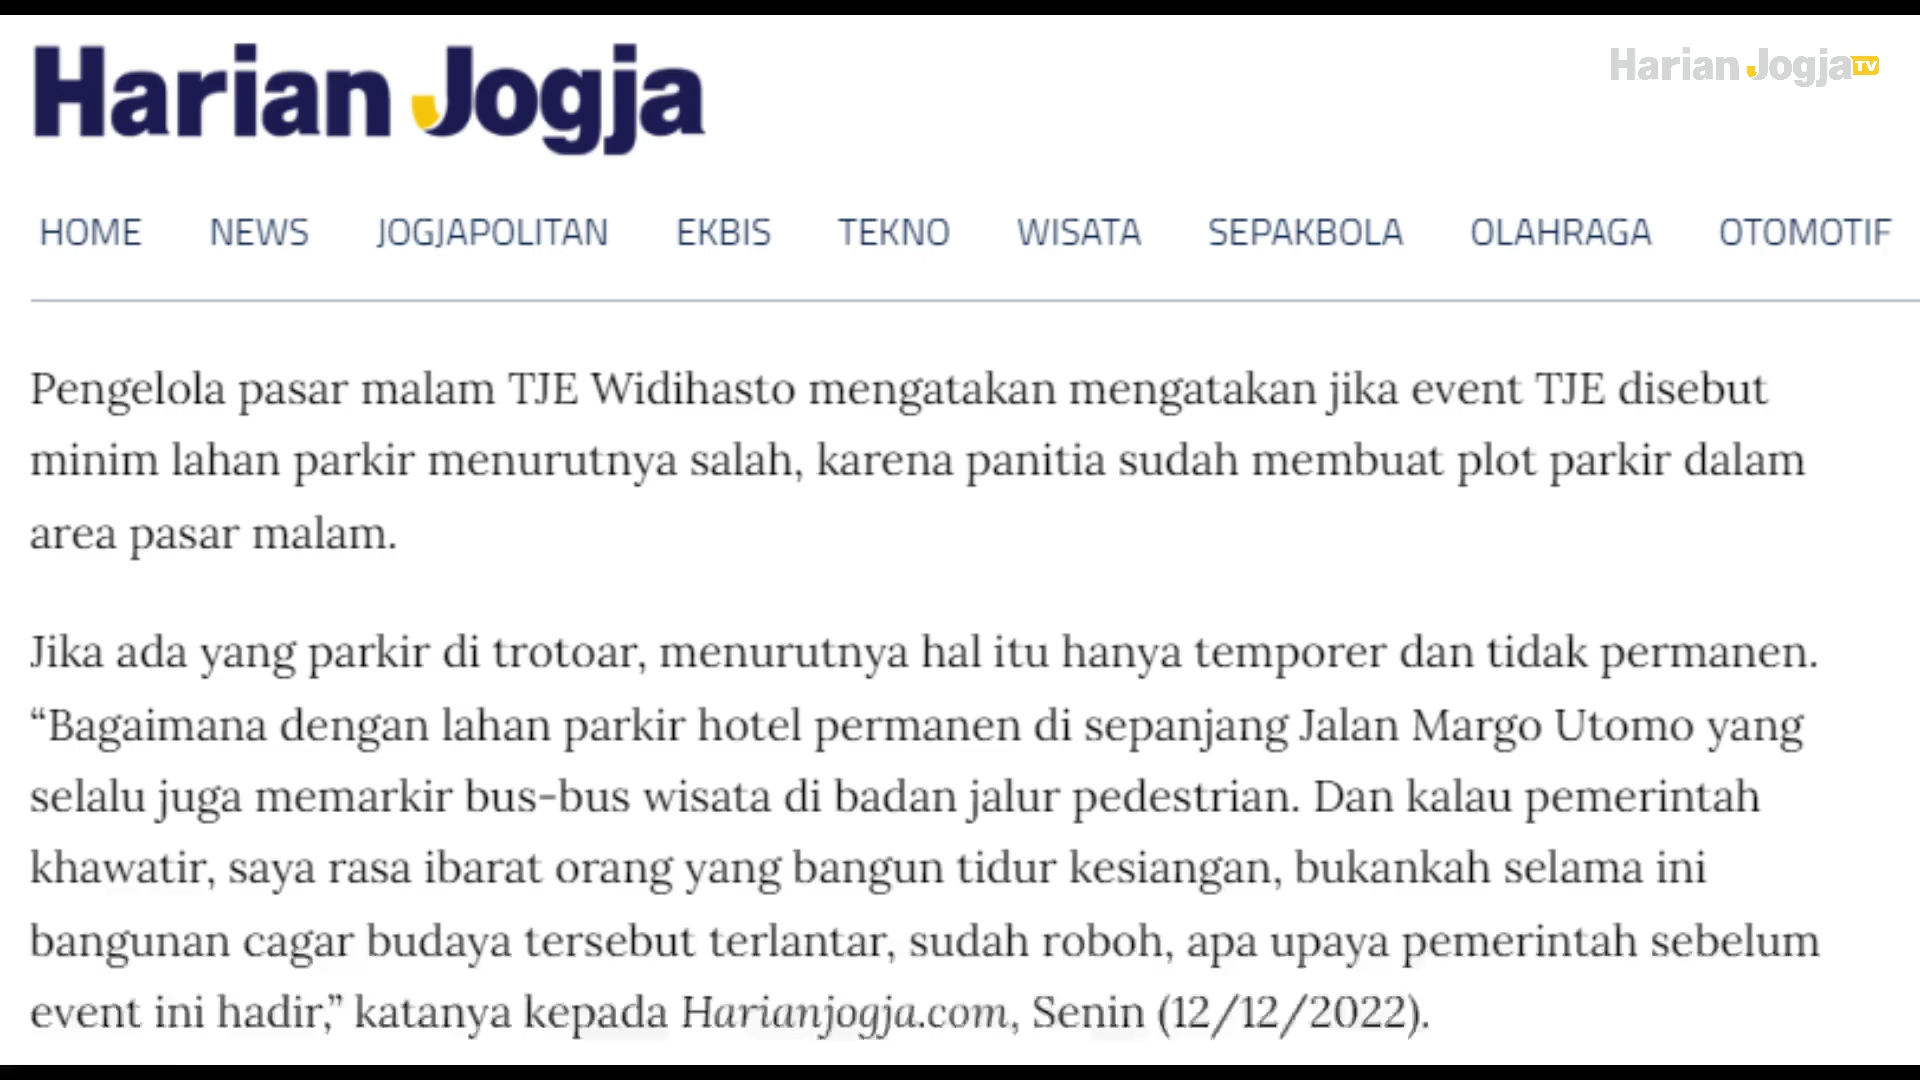 Harian Jogja
Harian Jogja TV
HOME NEWS JOGJAPOLITAN EKBIS TEKNO WISATA SEPAKBOLA OLAHRAGA OTOMOTIF
Pengelola pasar malam TJE Widihasto mengatakan mengatakan jika event TJE disebut
minim lahan parkir menurutnya salah, karena panitia sudah membuat plot parkir dalam
area pasar malam.
Jika ada yang parkir di trotoar, menurutnya hal itu hanya temporer dan tidak permanen.
“Bagaimana dengan lahan parkir hotel permanen di sepanjang Jalan Margo Utomo yang
selalu juga memarkir bus-bus wisata di badan jalur pedestrian. Dan kalau pemerintah
khawatir, saya rasa ibarat orang yang bangun tidur kesiangan, bukankah selama ini
bangunan cagar budaya tersebut terlantar, sudah roboh, apa upaya pemerintah sebelum
event ini hadir,” katanya kepada Harianjogja.com, Senin (12/12/2022).